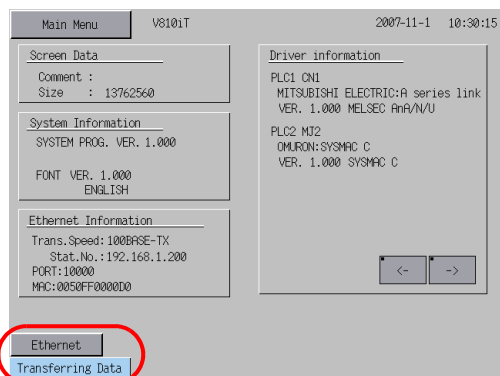 Main Menu
V810iT
2007-11-1 10:30:15
Screen Data
Comment :
Size : 13762560
System Information
SYSTEM PROG. VER. 1.000
FONT VER. 1.000
ENGLISH
Ethernet Information
Trans.Speed:100BASE-TX
Stat.No.:192.168.1.200
PORT:10000
MAC:0050FF0000D0
Driver information
PLC1 CN1
MITSUBISHI ELECTRIC:A series link
VER. 1.000 MELSEC AnA/N/U
PLC2 MJ2
OMURON:SYSMAC C
VER. 1.000 SYSMAC C
<- ->
Ethernet
Transferring Data